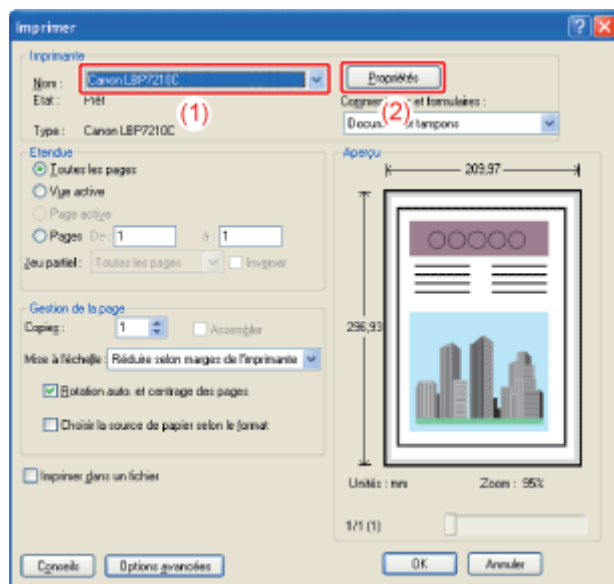 Imprimer
Imprimante
Nom : Canon LBP7210C
Propriétés
Etat : Prêt
(1)
(2)
Type : Canon LBP7210C
Etendue
Toutes les pages
Vue active
Page active
Pages De : 1 à : 1
Jeu partiel : Toutes les pages Inverser
Gestion de la page
Copies : 1 Assembler
Mise à l'échelle : Réduire selon marges de l'imprimante
Rotation auto. et centrage des pages
Choisir la source de papier selon le format
Imprimer dans un fichier
et formulaires :
tampons
Aperçu
209,97
296,93
Unités : mm Zoom : 95%
1/1 (1)
Conseils Options avancées OK Annuler